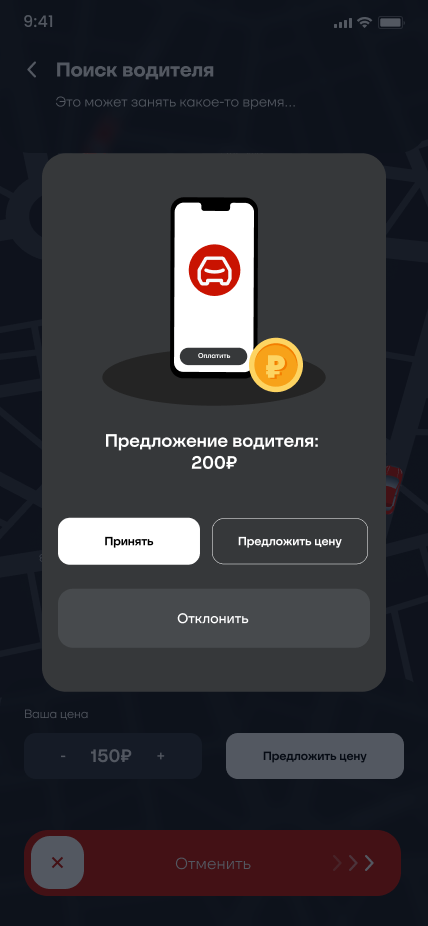 9:41
Поиск водителя
Это может занять какое-то время...
Оплатить
₽
Предложение водителя:
200₽
Принять
Предложить цену
Отклонить
Ваша цена
- 150₽ +
Предложить цену
Отменить